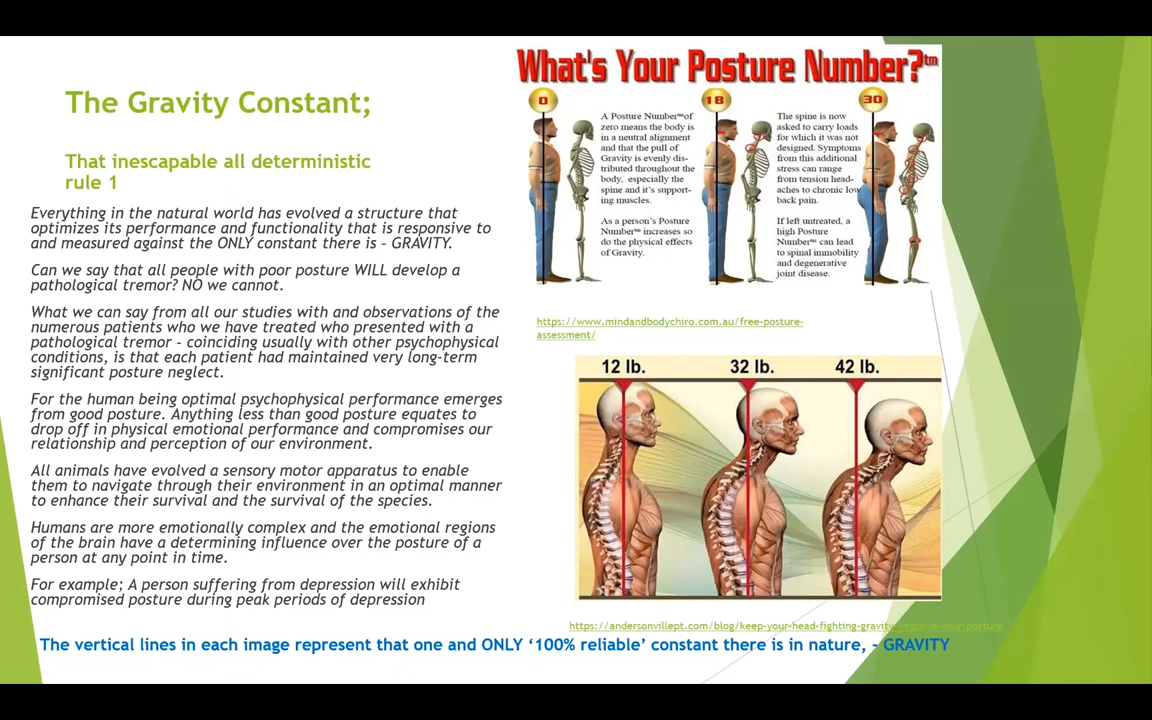 The Gravity Constant;
That inescapable all deterministic
rule 1
Everything in the natural world has evolved a structure that
optimizes its performance and functionality that is responsive to
and measured against the ONLY constant there is – GRAVITY.
Can we say that all people with poor posture WILL develop a
pathological tremor? NO we cannot.
What we can say from all our studies with and observations of the
numerous patients who we have treated who presented with a
pathological tremor – coinciding usually with other psychophysical
conditions, is that each patient had maintained very long-term
significant posture neglect.
For the human being optimal psychophysical performance emerges
from good posture. Anything less than good posture equates to
drop off in physical emotional performance and compromises our
relationship and perception of our environment.
All animals have evolved a sensory motor apparatus to enable
them to navigate through their environment in an optimal manner
to enhance their survival and the survival of the species.
Humans are more emotionally complex and the emotional regions
of the brain have a determining influence over the posture of a
person at any point in time.
For example; A person suffering from depression will exhibit
compromised posture during peak periods of depression
What's Your Posture Number?tm
0
A Posture Number™of
zero means the body is
in a neutral alignment
and that the pull of
Gravity is evenly dis-
tributed throughout the
body, especially the
spine and it's support-
ing muscles.
As a person's Posture
Number™ increases so
do the physical effects
of Gravity.
18
The spine is now
asked to carry loads
for which it was not
designed. Symptoms
from this additional
stress can range
from tension head-
aches to chronic low
back pain.
If left untreated, a
high Posture
Number™ can lead
to spinal immobility
and degenerative
joint disease.
30
https://www.mindandbodychiro.com.au/free-posture-
assessment/
12 lb.
32 lb.
42 lb.
https://andersonvillept.com/blog/keep-your-head-fighting-gravity-improve-your-posture
The vertical lines in each image represent that one and ONLY ‘100% reliable’ constant there is in nature, - GRAVITY